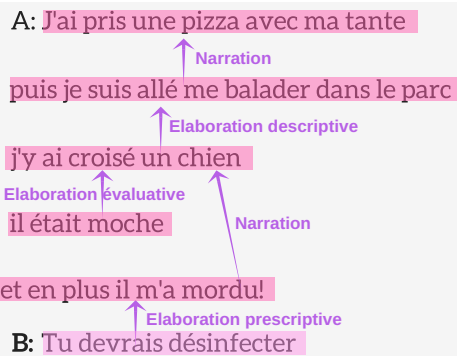 A: J'ai pris une pizza avec ma tante
Narration
puis je suis allé me balader dans le parc
Elaboration descriptive
j'y ai croisé un chien
Elaboration évaluative
il était moche
Narration
et en plus il m'a mordu!
Elaboration prescriptive
B: Tu devrais désinfecter